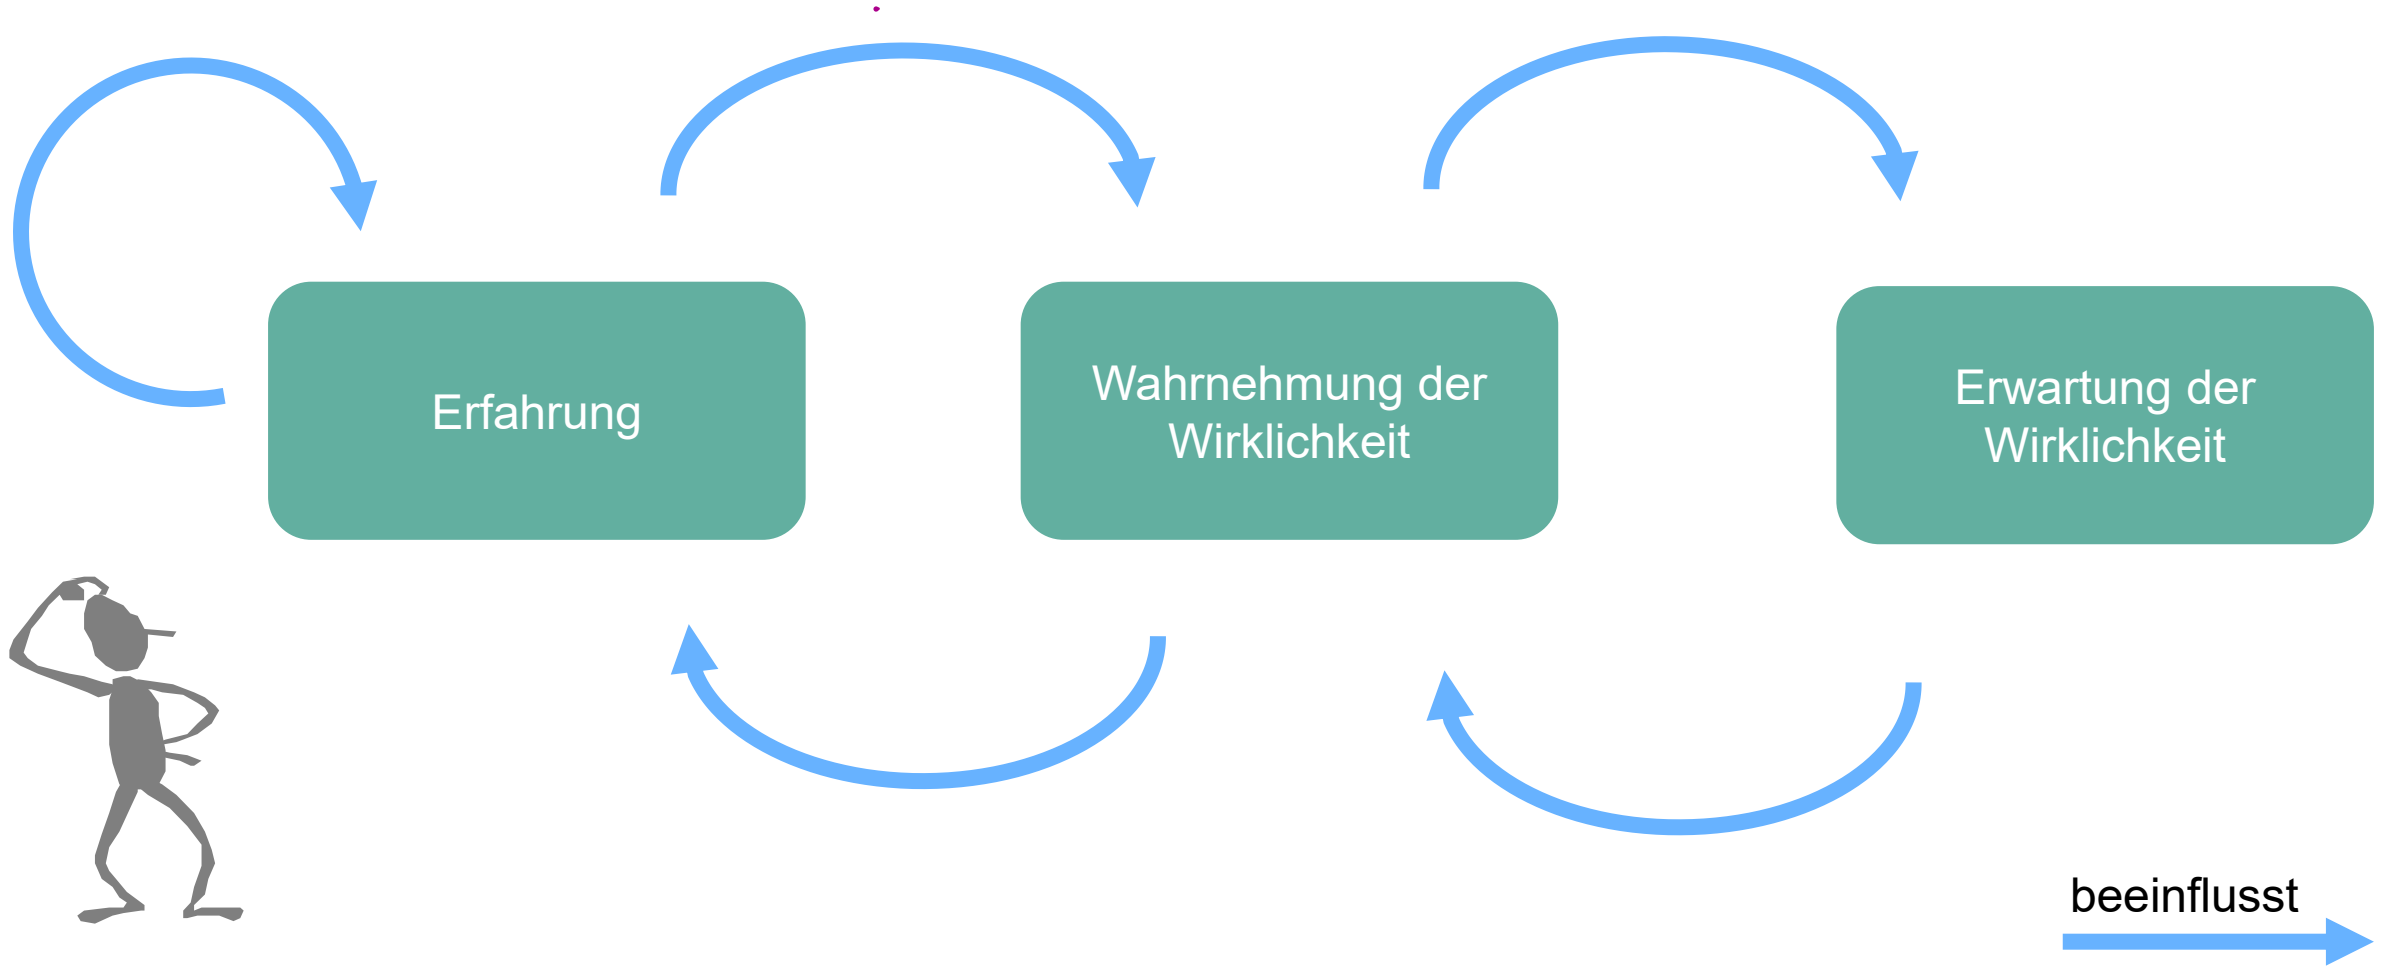 Erfahrung
Wahrnehmung der
Wirklichkeit
Erwartung der
Wirklichkeit
beeinflusst